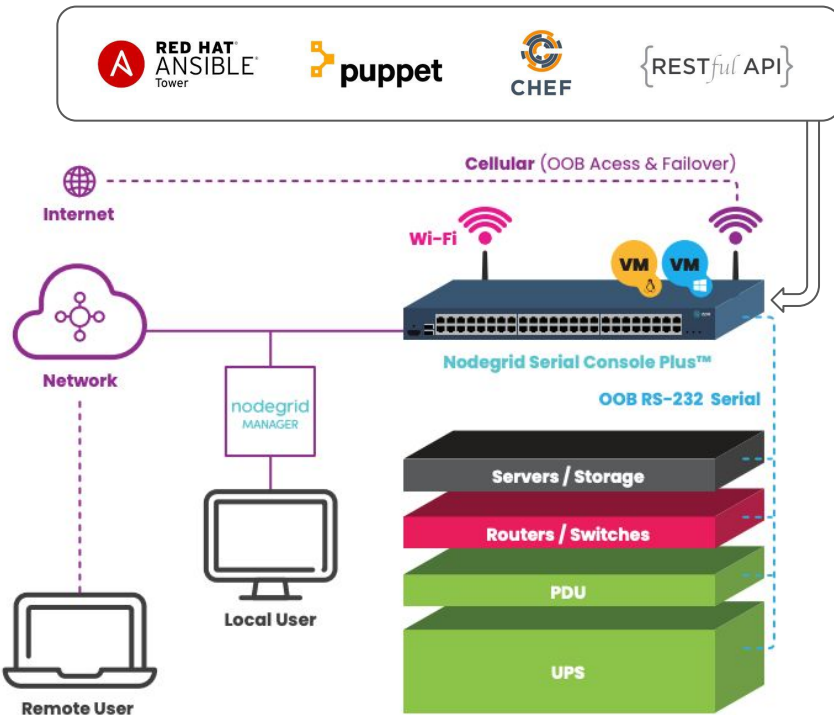 RED HAT®
ANSIBLE®
Tower
puppet
CHEF
{RESTful API}
Cellular (OOB Acess & Failover)
Internet
Wi-Fi
VM VM
Nodegrid Serial Console Plus™
Network
OOB RS-232 Serial
nodegrid
MANAGER
Servers / Storage
Routers / Switches
PDU
Local User
UPS
Remote User